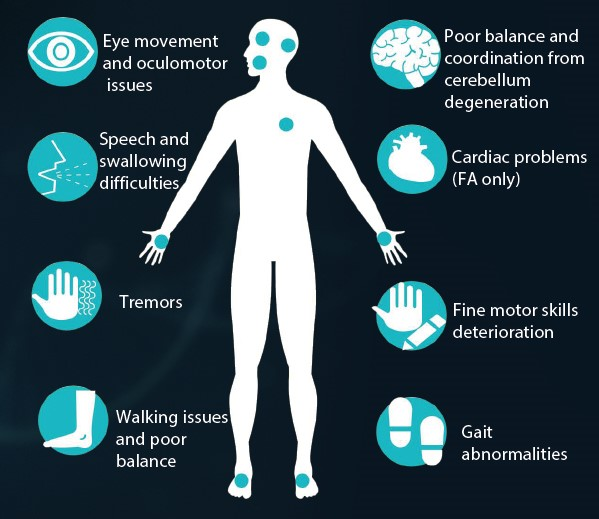 Eye movement
and oculomotor
issues
Speech and
swallowing
difficulties
Tremors
Walking issues
and poor
balance
Poor balance and
coordination from
cerebellum
degeneration
Cardiac problems
(FA only)
Fine motor skills
deterioration
Gait
abnormalities